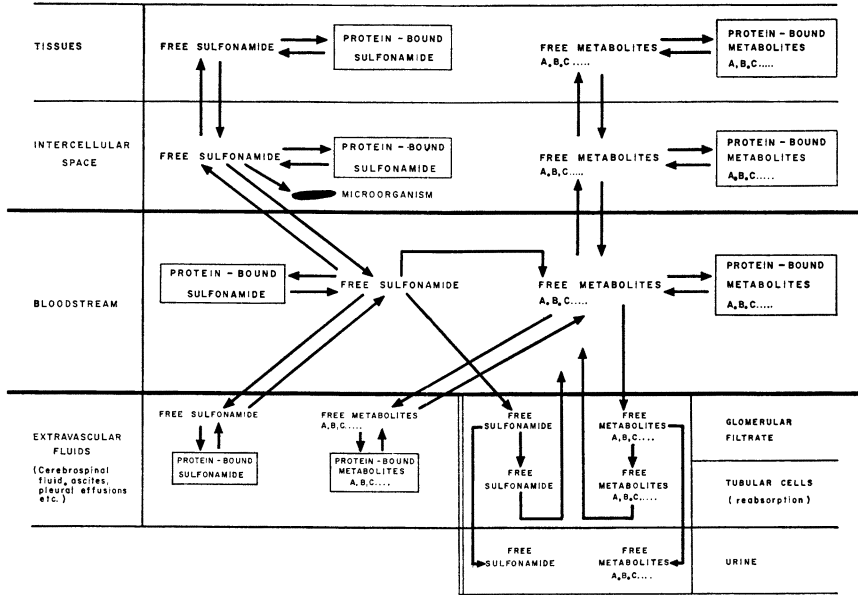 TISSUES
FREE SULFONAMIDE
PROTEIN - BOUND
SULFONAMIDE
FREE METABOLITES
A,B,C.....
PROTEIN - BOUND
METABOLITES
A,B,C.....
INTERCELLULAR
SPACE
FREE SULFONAMIDE
PROTEIN - BOUND
SULFONAMIDE
MICROORGANISM
FREE METABOLITES
A,B,C.....
PROTEIN - BOUND
METABOLITES
A,B,C.....
BLOODSTREAM
PROTEIN - BOUND
SULFONAMIDE
FREE SULFONAMIDE
FREE METABOLITES
A,B,C.....
PROTEIN - BOUND
METABOLITES
A,B,C.....
EXTRAVASCULAR
FLUIDS
(Cerebrospinal
fluid, ascites,
pleural effusions
etc.)
FREE SULFONAMIDE
PROTEIN-BOUND
SULFONAMIDE
FREE METABOLITES
A,B,C.....
PROTEIN-BOUND
METABOLITES
A,B,C....
FREE
SULFONAMIDE
FREE
METABOLITES
A,B,C....
GLOMERULAR
FILTRATE
FREE
SULFONAMIDE
FREE
METABOLITES
A,B,C....
TUBULAR CELLS
(reabsorption)
FREE
SULFONAMIDE
FREE
METABOLITES
A,B,C....
URINE